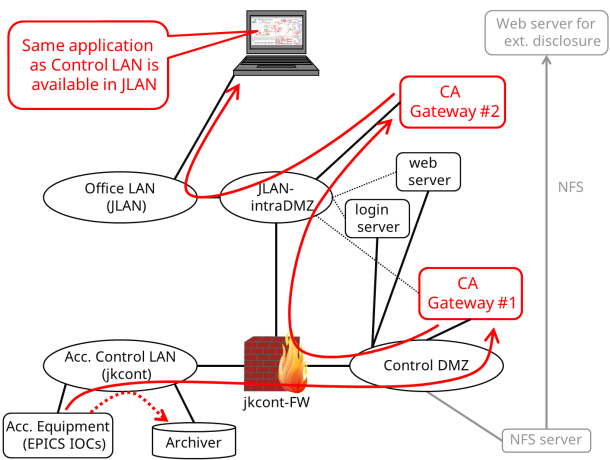 Same application
as Control LAN is
available in JLAN
Web server for
ext. disclosure
CA
Gateway #2
NFS
web
server
Office LAN
(JLAN)
JLAN-
intraDMZ
login
server
CA
Gateway #1
Acc. Control LAN
(jkcont)
Control DMZ
jkcont-FW
Acc. Equipment
(EPICS IOCs)
Archiver
NFS server